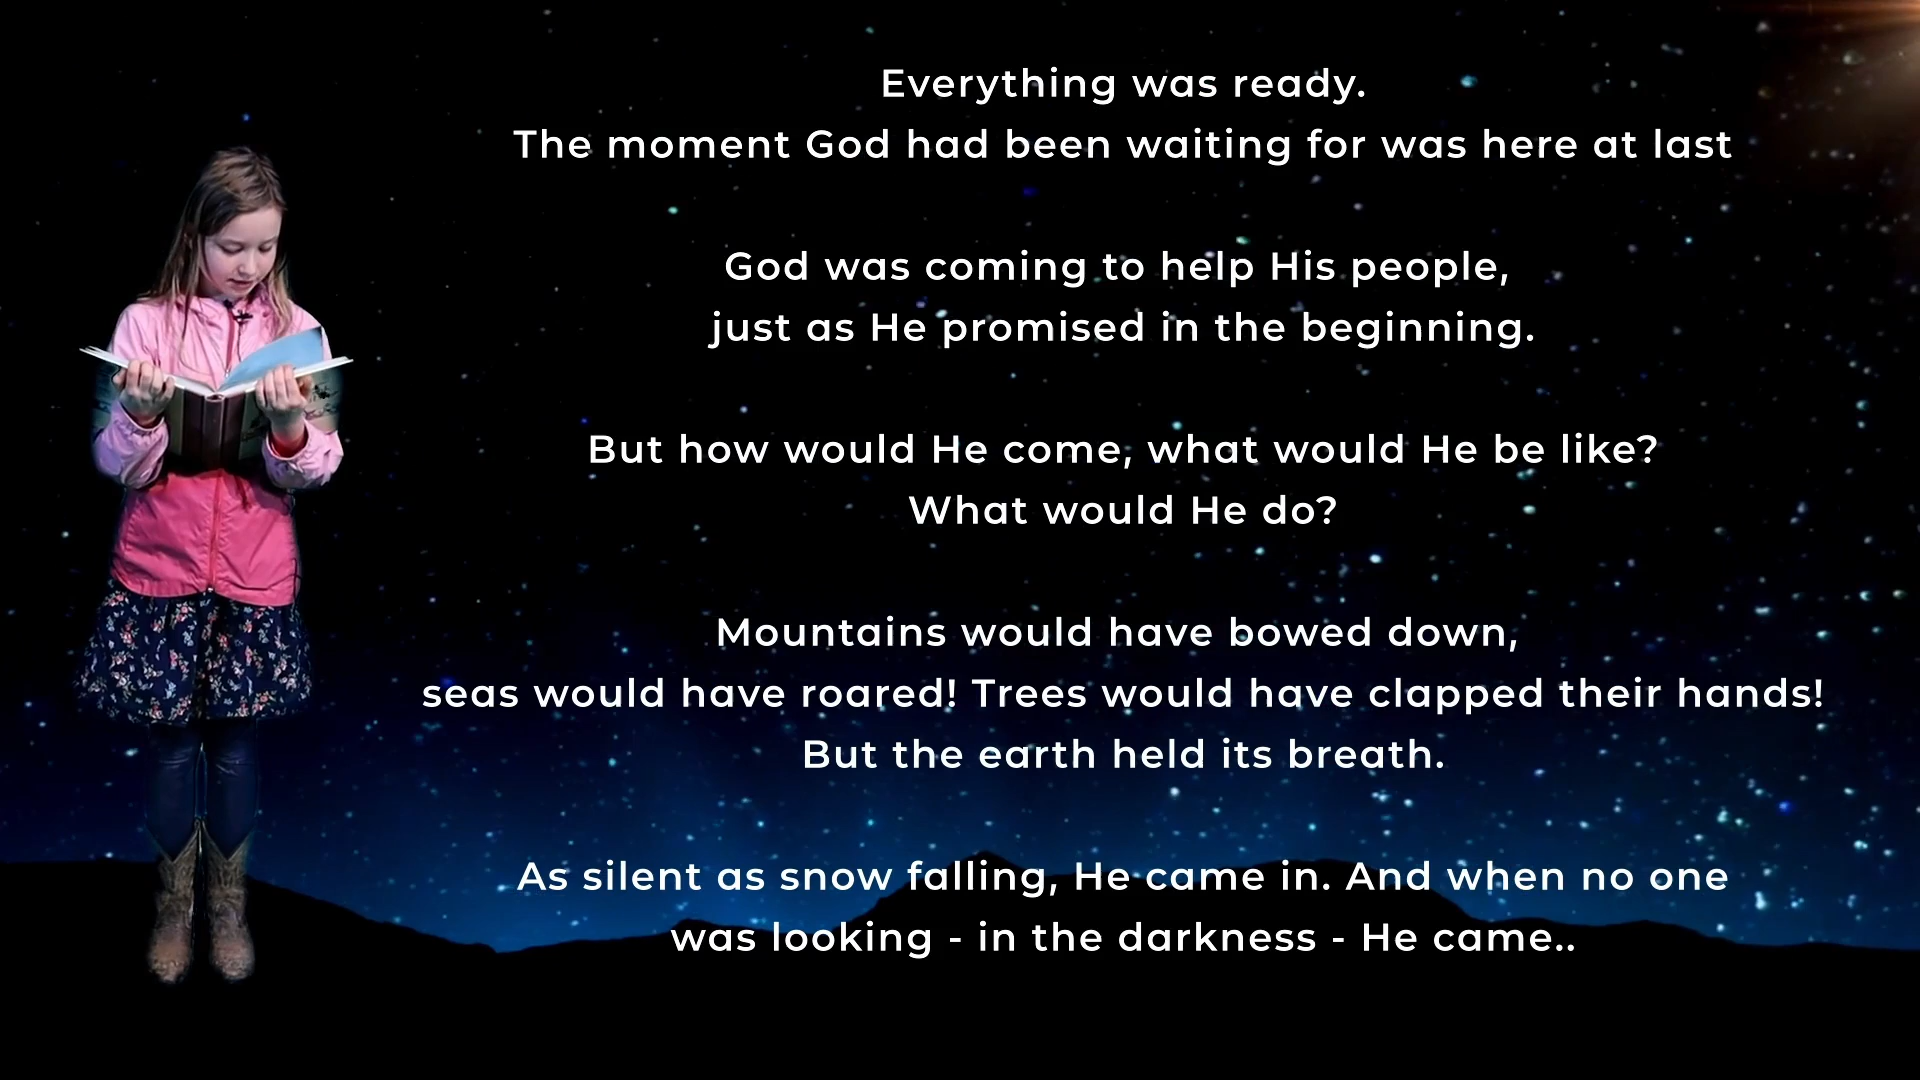 Everything was ready.
The moment God had been waiting for was here at last
God was coming to help His people,
just as He promised in the beginning.
But how would He come, what would He be like?
What would He do?
Mountains would have bowed down,
seas would have roared! Trees would have clapped their hands!
But the earth held its breath.
As silent as snow falling, He came in. And when no one
was looking - in the darkness - He came..